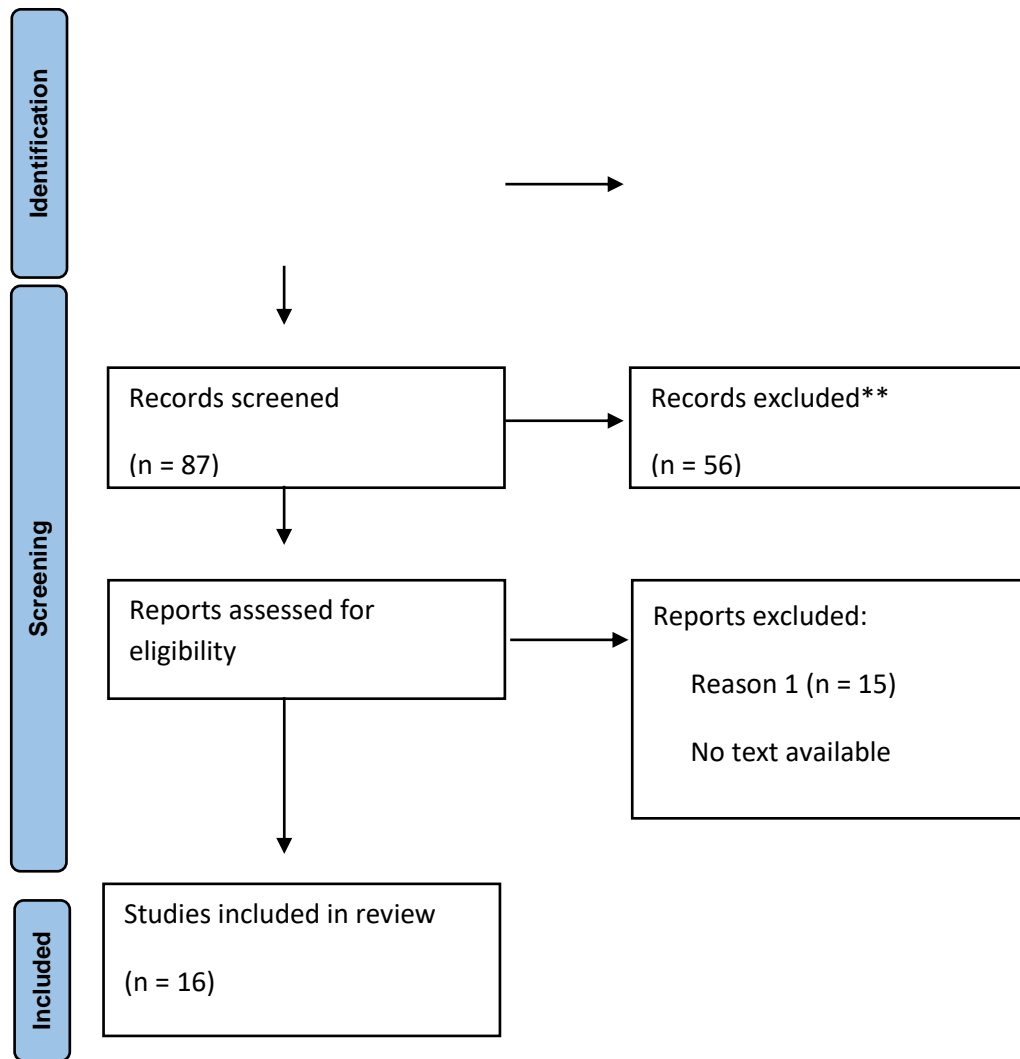 Identification
Screening
Records screened
(n = 87)
Records excluded**
(n = 56)
Reports assessed for
eligibility
Reports excluded:
Reason 1 (n = 15)
No text available
Included
Studies included in review
(n = 16)